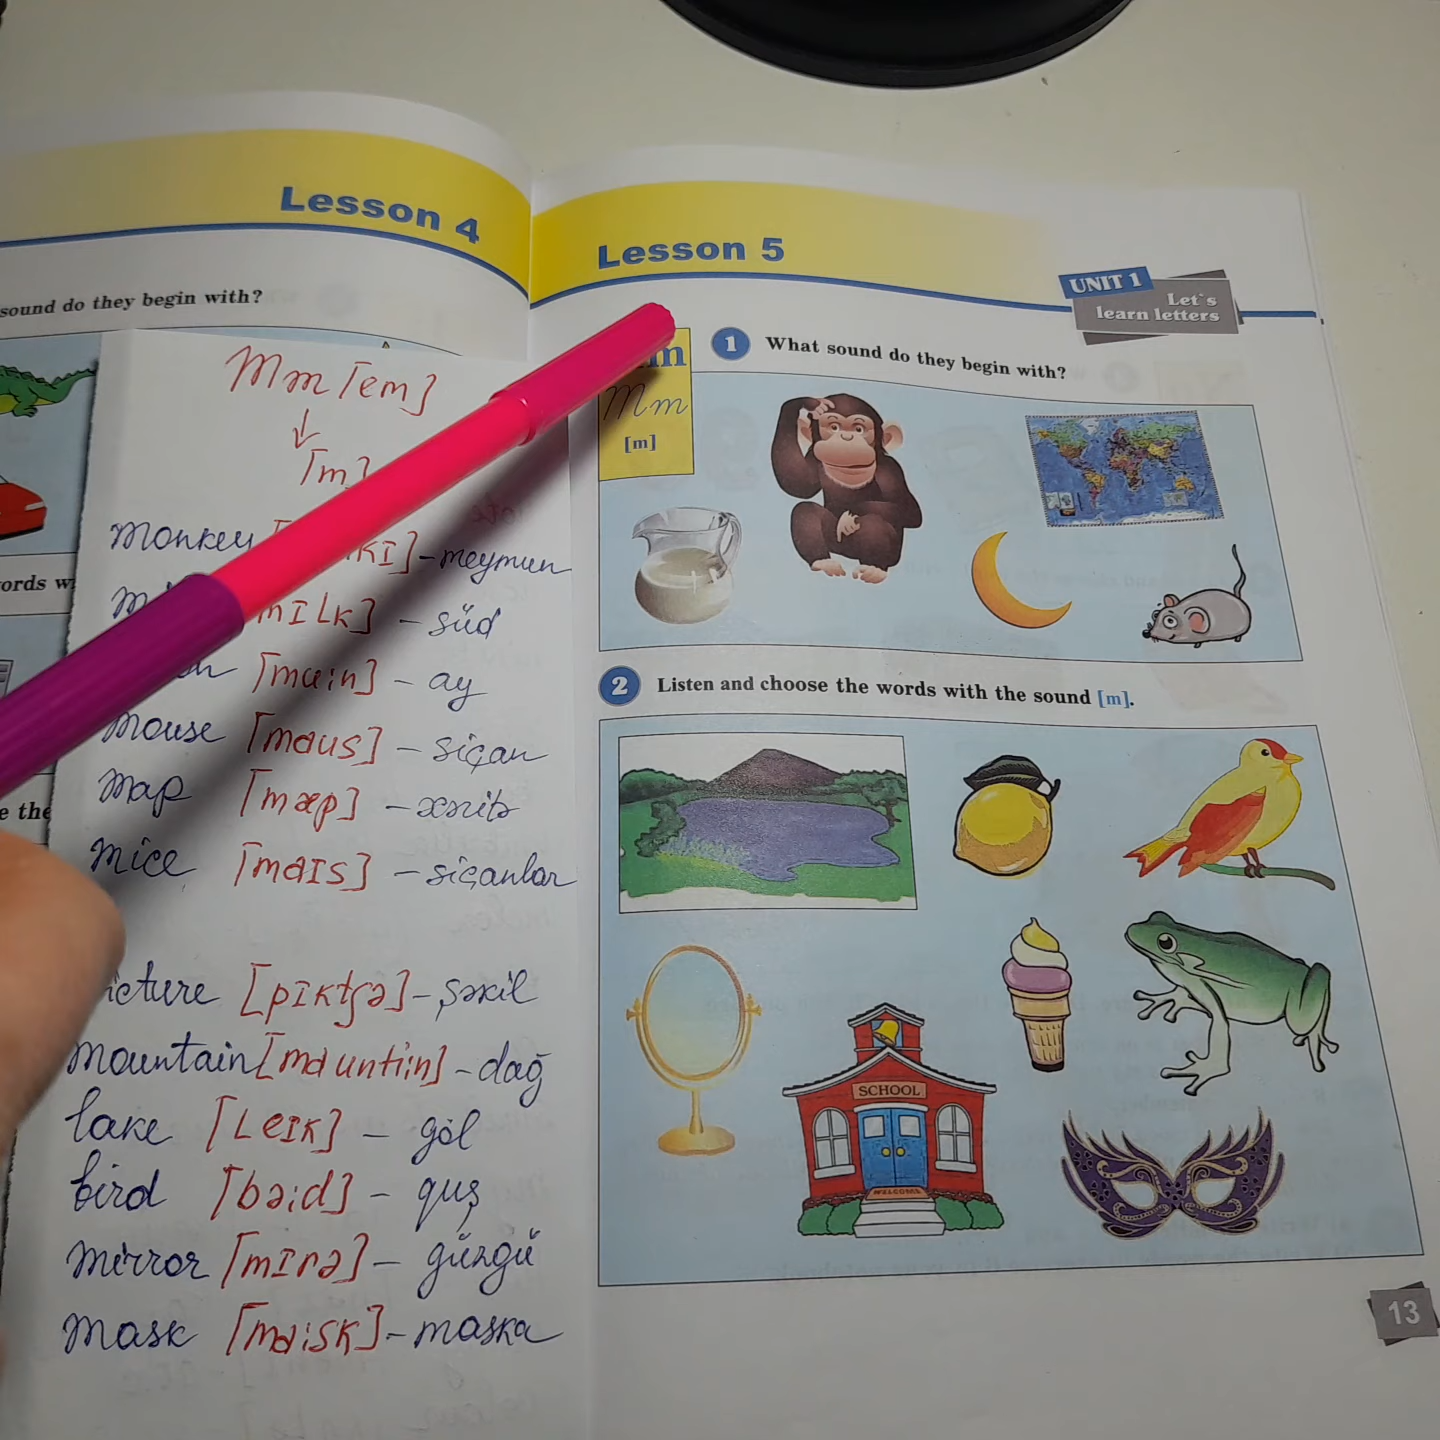 Lesson 4
sound do they begin with?
Mm [em]
↓
[m]
monkey KI] - meymun
mILK] - süd
[mu:n] - ay
mouse [maus] - siçan
map [mæp] - xəritə
mice [maIs] - siçanlar
icture [pIktʃə] - şəkil
mountain [mauntin] - dağ
lake [LeIK] - göl
bird [bə:d] - quş
mirror [mIrə] - güzgü
mask [ma:sk] - maska
ords w
e the
Lesson 5
UNIT 1
Let's
learn letters
m
Mm
[m]
1 What sound do they begin with?
2 Listen and choose the words with the sound [m].
SCHOOL
WELCOME
13